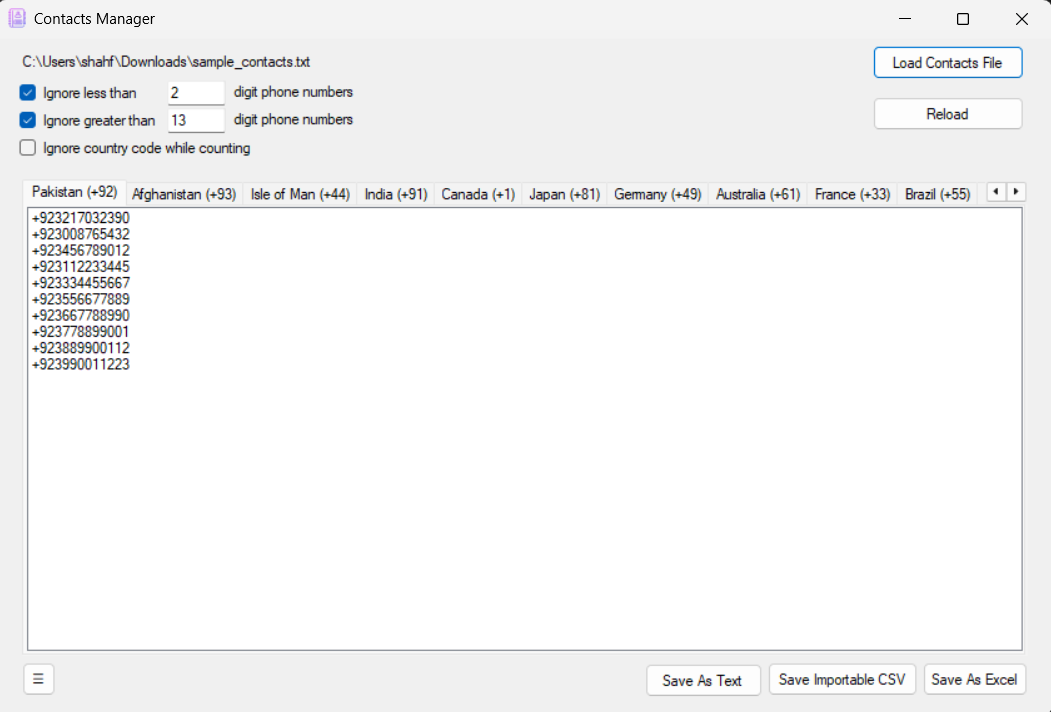 Contacts Manager
C:\Users\shahf\Downloads\sample_contacts.txt
Load Contacts File
Ignore less than 2 digit phone numbers
Ignore greater than 13 digit phone numbers
Reload
Ignore country code while counting
Pakistan (+92) Afghanistan (+93) Isle of Man (+44) India (+91) Canada (+1) Japan (+81) Germany (+49) Australia (+61) France (+33) Brazil (+55)
+923217032390
+923008765432
+923456789012
+923112233445
+923334455667
+923556677889
+923667788990
+923778899001
+923889900112
+923990011223
Save As Text Save Importable CSV Save As Excel